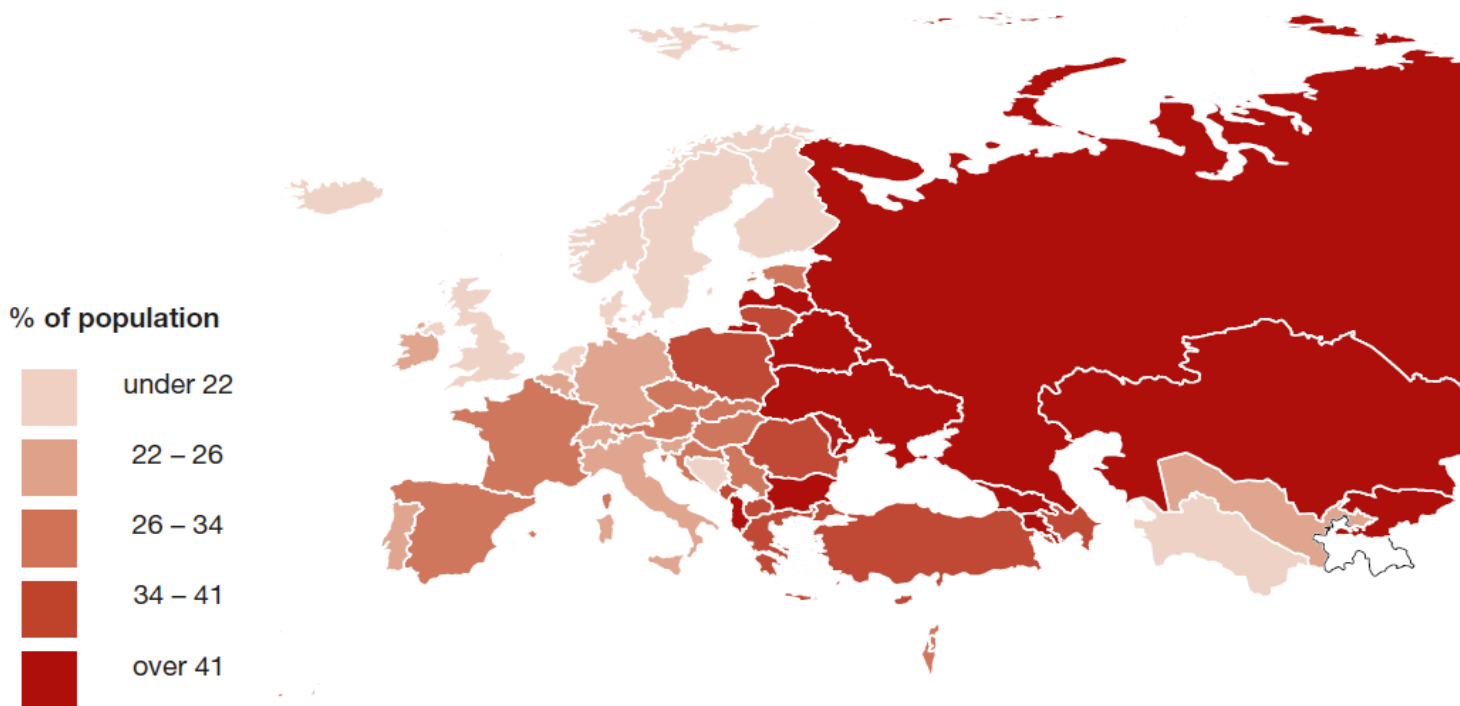 % of population
under 22
22 – 26
26 – 34
34 – 41
over 41